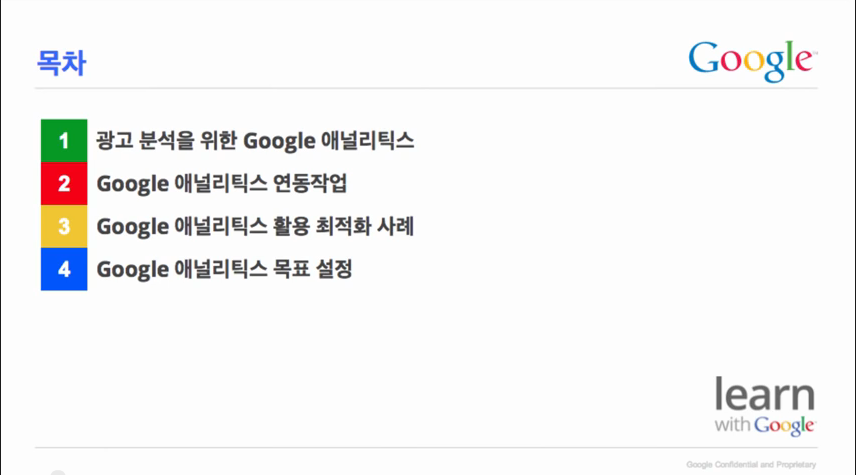 목차
Google
1 광고 분석을 위한 Google 애널리틱스
2 Google 애널리틱스 연동작업
3 Google 애널리틱스 활용 최적화 사례
4 Google 애널리틱스 목표 설정
learn
with Google
Google Confidential and Proprietary